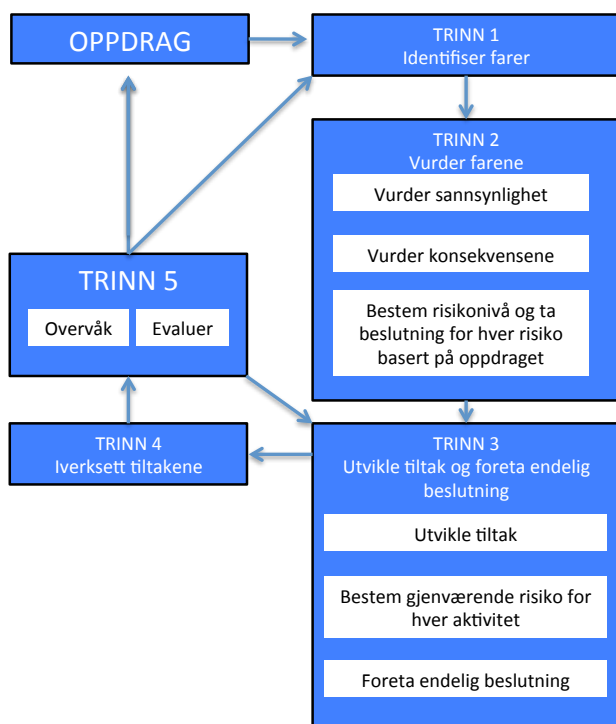 OPPDRAG
TRINN 1
Identifiser farer
TRINN 2
Vurder farene
Vurder sannsynlighet
Vurder konsekvensene
Bestem risikonivå og ta
beslutning for hver risiko
basert på oppdraget
TRINN 3
Utvikle tiltak og foreta endelig
beslutning
Utvikle tiltak
Bestem gjenværende risiko for
hver aktivitet
Foreta endelig beslutning
TRINN 4
Iverksett tiltakene
TRINN 5
Overvåk
Evaluer